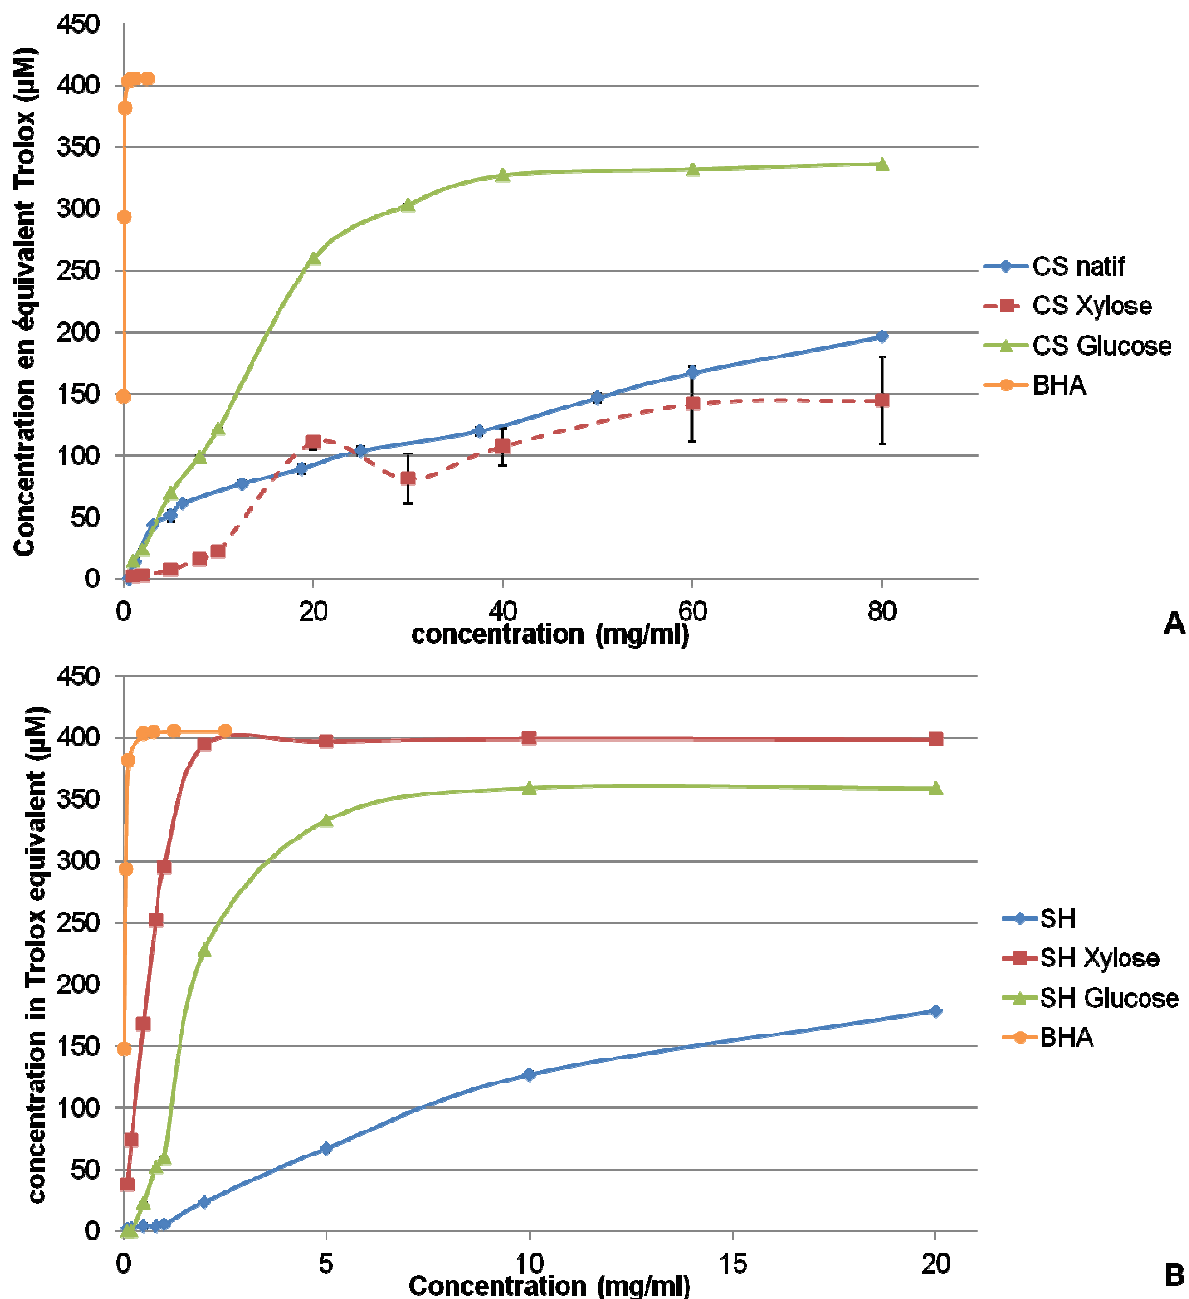 450
400
350
300
250
200
150
100
50
0
Concentration en équivalent Trolox (µM)
0 20 40 60 80
concentration (mg/ml)
CS natif
CS Xylose
CS Glucose
BHA
A
450
400
350
300
250
200
150
100
50
0
concentration in Trolox equivalent (µM)
0 5 10 15 20
Concentration (mg/ml)
SH
SH Xylose
SH Glucose
BHA
B